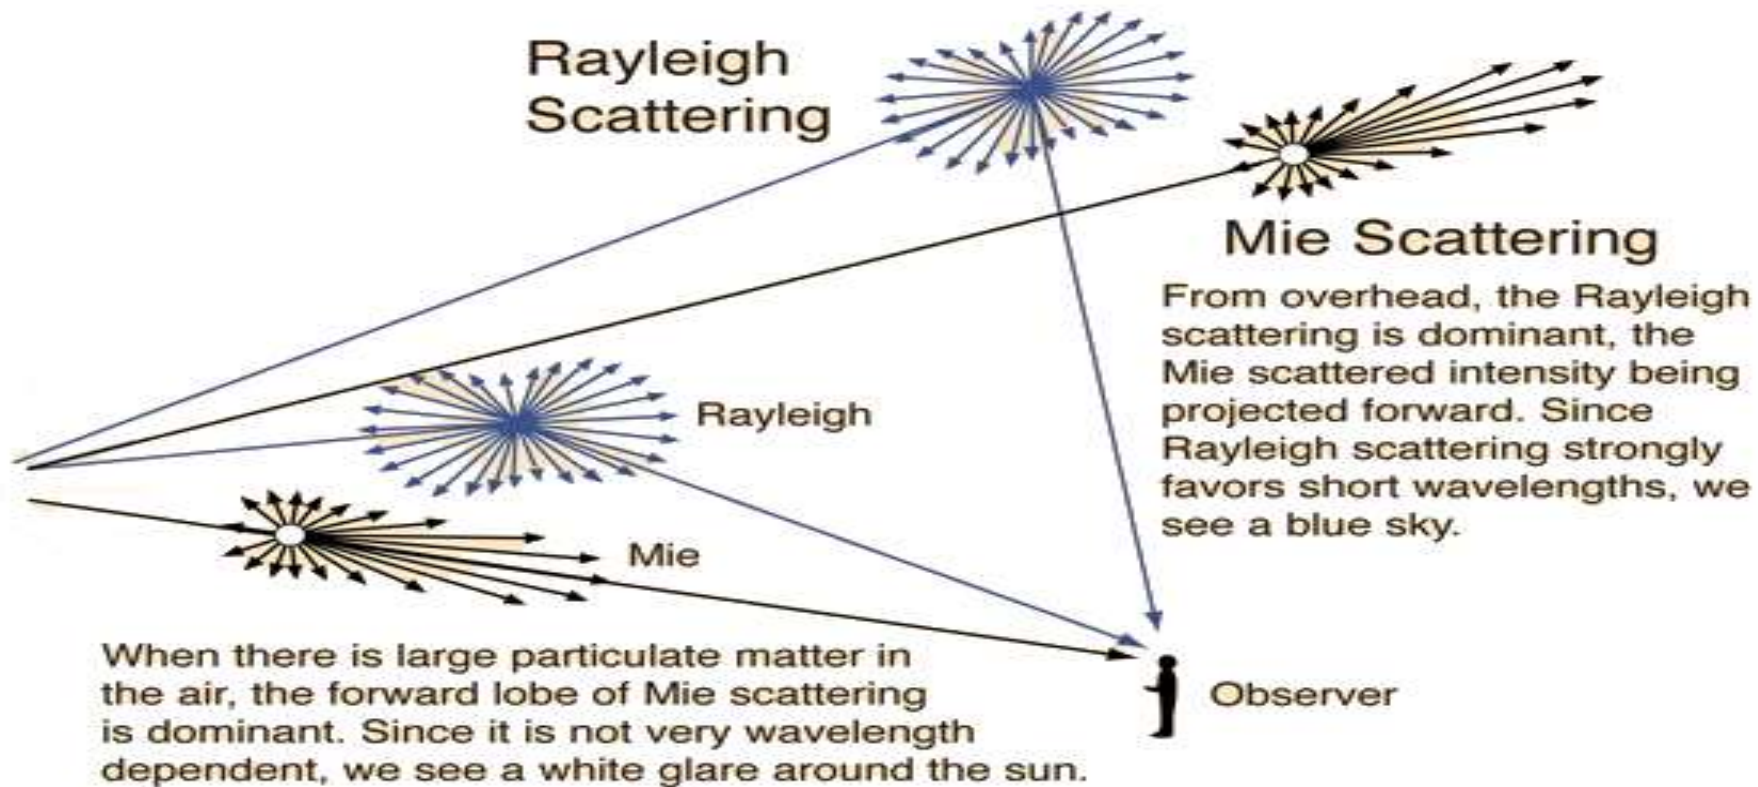 Rayleigh
Scattering
Mie Scattering
From overhead, the Rayleigh
scattering is dominant, the
Mie scattered intensity being
projected forward. Since
Rayleigh scattering strongly
favors short wavelengths, we
see a blue sky.
Rayleigh
Mie
Observer
When there is large particulate matter in
the air, the forward lobe of Mie scattering
is dominant. Since it is not very wavelength
dependent, we see a white glare around the sun.